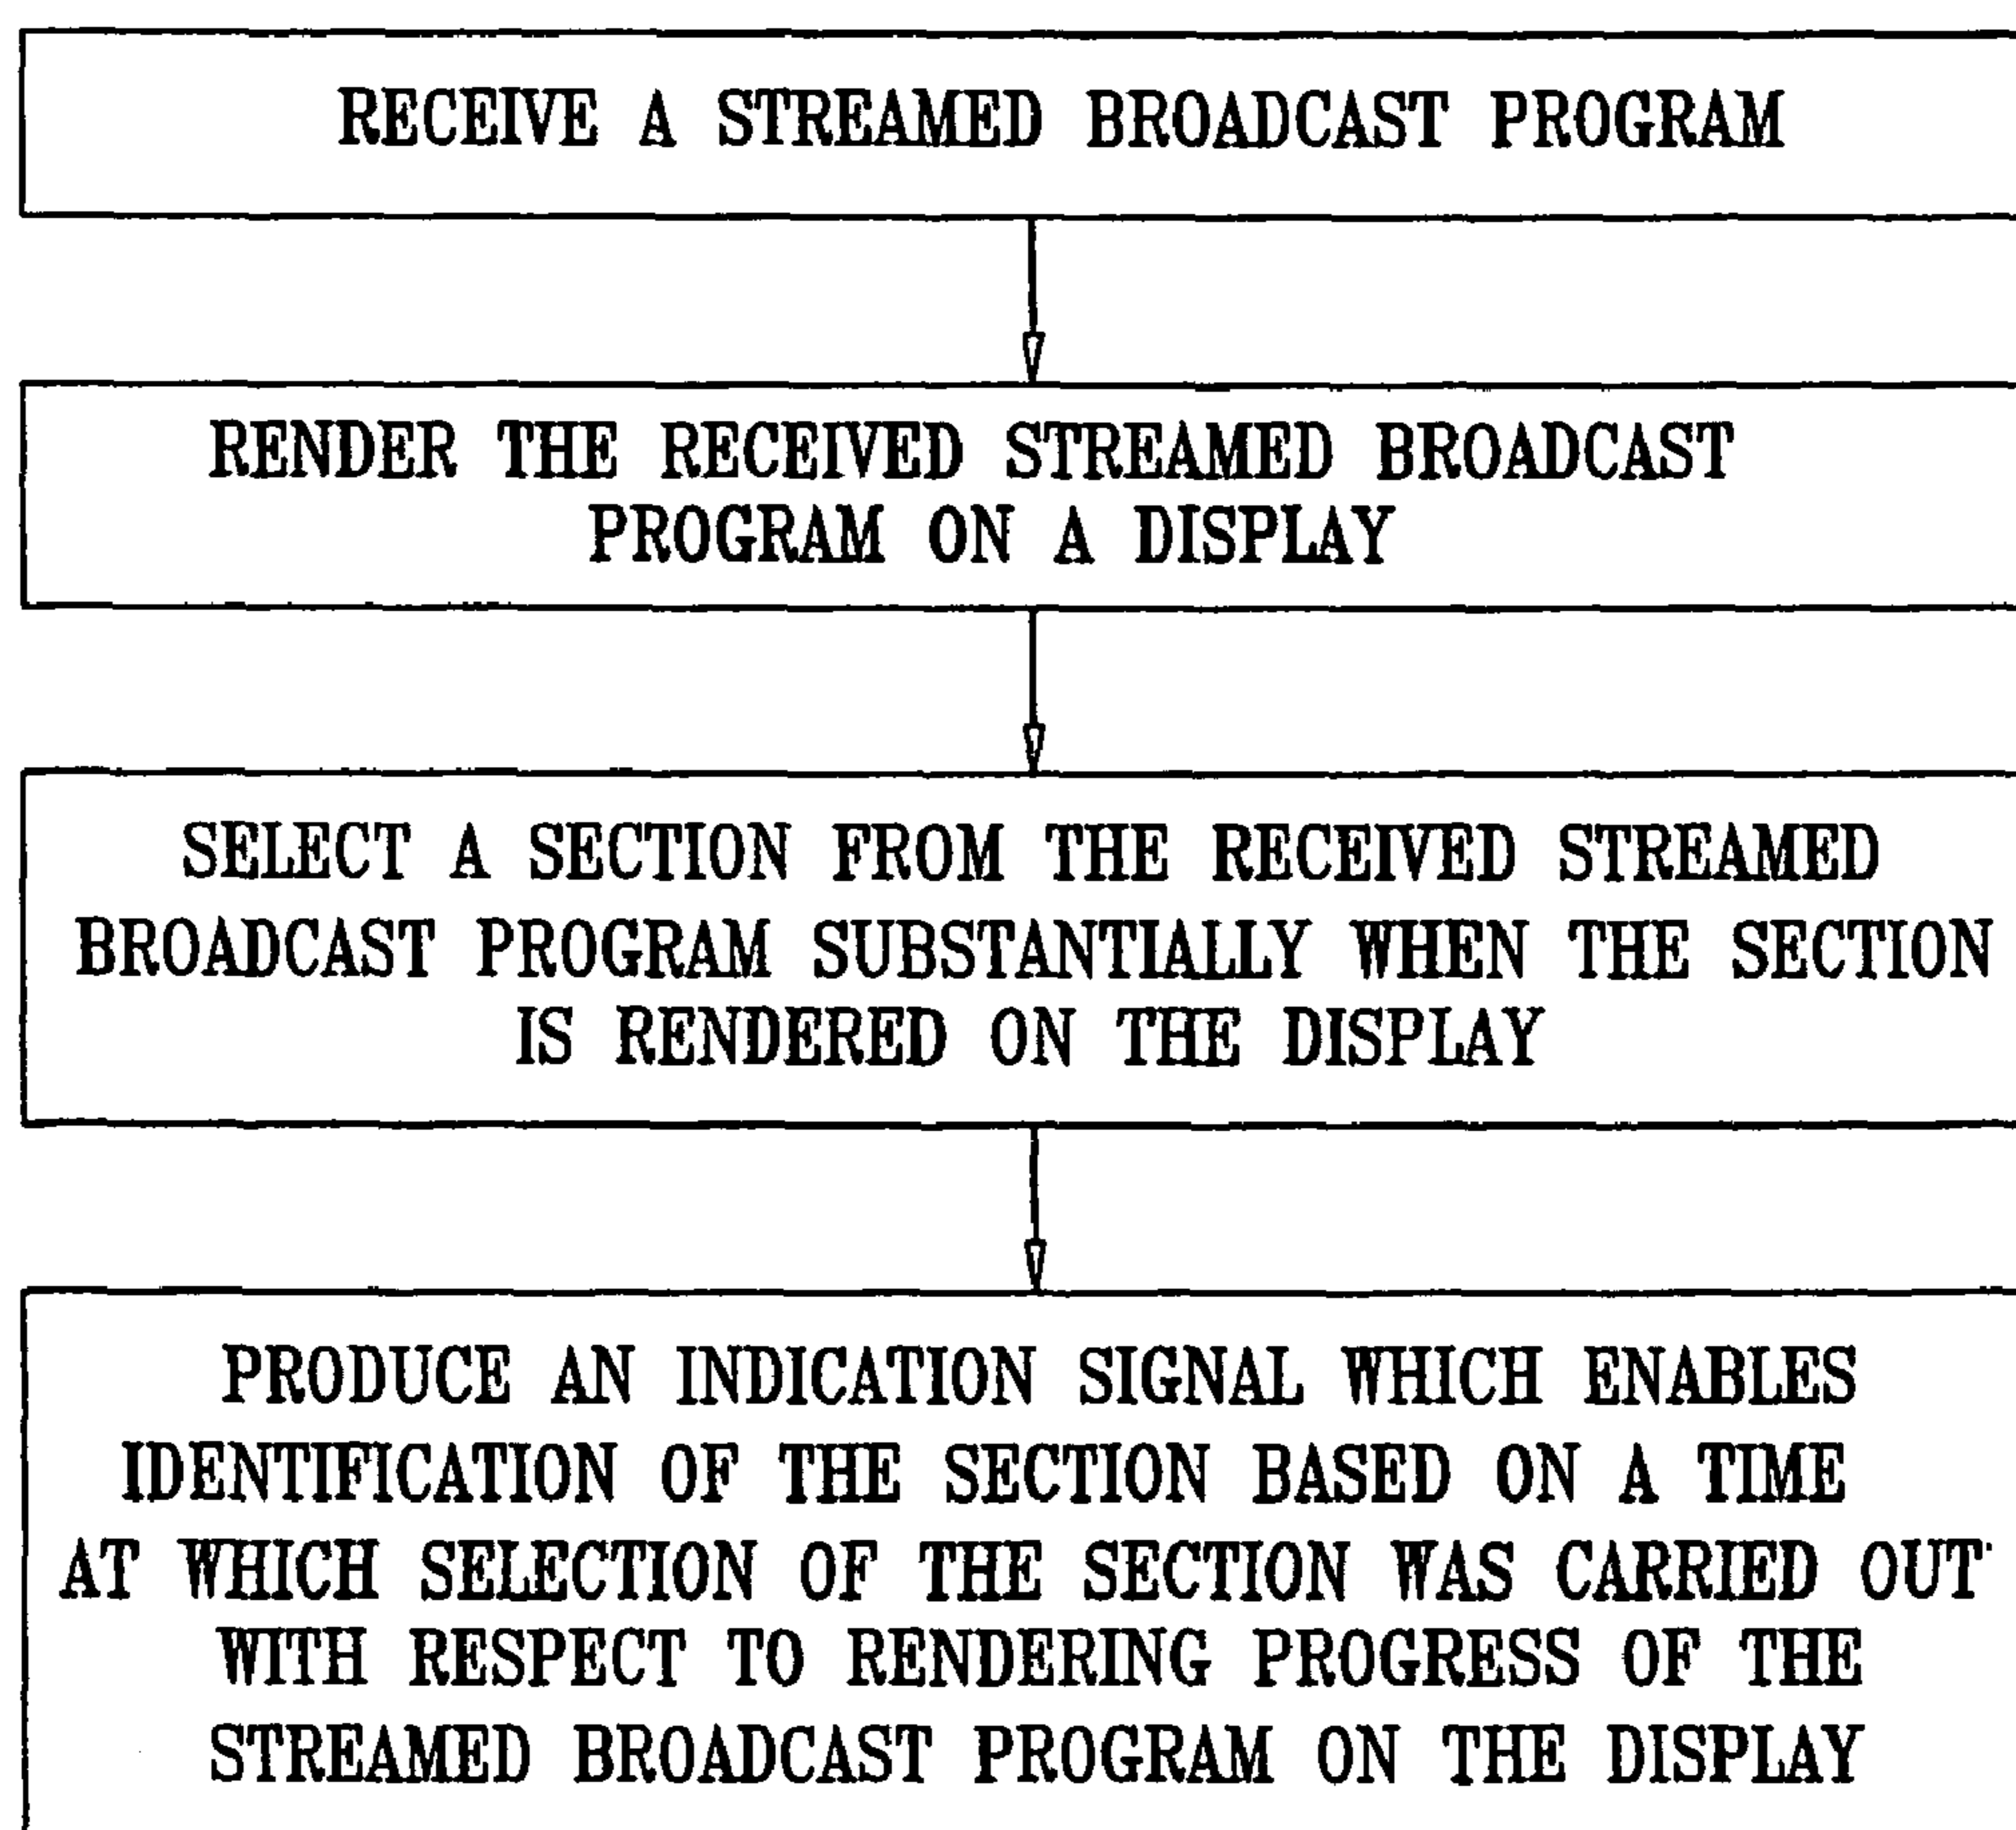 RECEIVE A STREAMED BROADCAST PROGRAM
RENDER THE RECEIVED STREAMED BROADCAST
PROGRAM ON A DISPLAY
SELECT A SECTION FROM THE RECEIVED STREAMED
BROADCAST PROGRAM SUBSTANTIALLY WHEN THE SECTION
IS RENDERED ON THE DISPLAY
PRODUCE AN INDICATION SIGNAL WHICH ENABLES
IDENTIFICATION OF THE SECTION BASED ON A TIME
AT WHICH SELECTION OF THE SECTION WAS CARRIED OUT
WITH RESPECT TO RENDERING PROGRESS OF THE
STREAMED BROADCAST PROGRAM ON THE DISPLAY